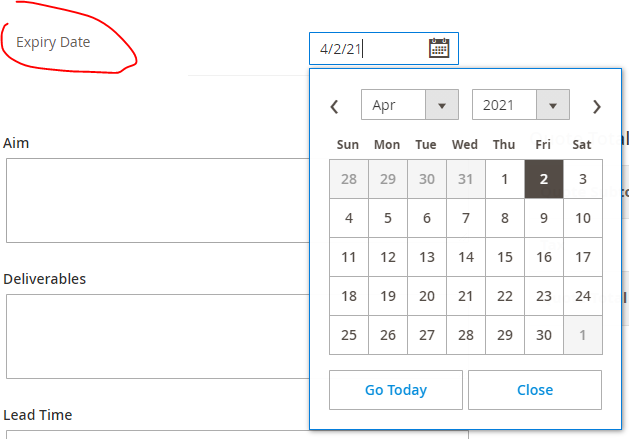 Expiry Date
4/2/21
Apr 2021
Sun Mon Tue Wed Thu Fri Sat
28 29 30 31 1 2 3
4 5 6 7 8 9 10
11 12 13 14 15 16 17
18 19 20 21 22 23 24
25 26 27 28 29 30 1
Go Today Close
Aim
Deliverables
Lead Time